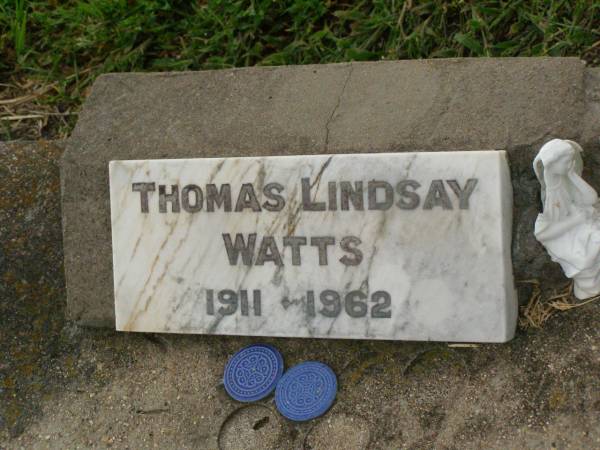 THOMAS LINDSAY
WATTS
1911 - 1962